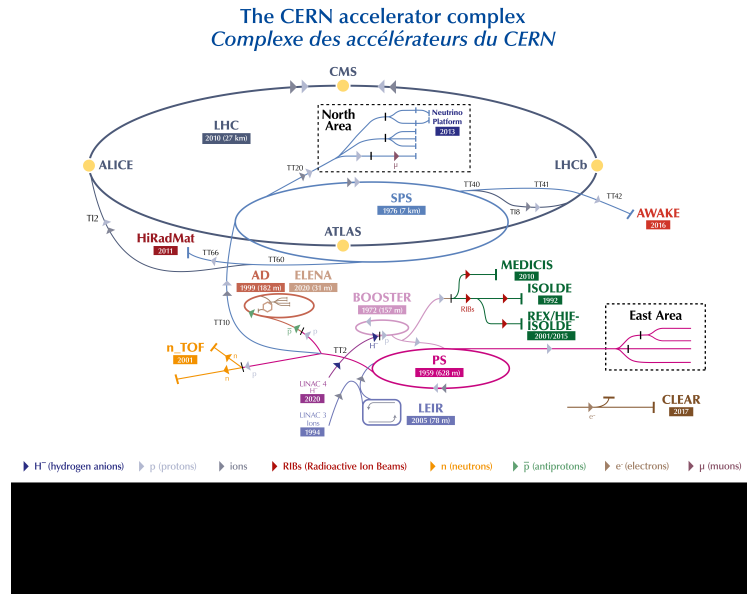 The CERN accelerator complex
Complexe des accélérateurs du CERN
CMS
North
Area
Neutrino
Platform
2013
LHC
2010 (27 km)
μ
ALICE
LHCb
TT20
TT40
TT41
TT42
SPS
1976 (7 km)
TI8
AWAKE
2016
TI2
ATLAS
HiRadMat
2011
TT66
TT60
AD
1999 (182 m)
ELENA
2020 (31 m)
MEDICIS
2010
BOOSTER
1972 (157 m)
ISOLDE
1992
RIBs
REX/HIE-
ISOLDE
2001/2015
East Area
TT10
p̅
p
H⁻
p
n_TOF
2001
TT2
n
n
p
PS
1959 (628 m)
LINAC 4
H⁻
2020
LINAC 3
Ions
1994
LEIR
2005 (78 m)
CLEAR
2017
e⁻
H⁻ (hydrogen anions)
p (protons)
ions
RIBs (Radioactive Ion Beams)
n (neutrons)
p̅ (antiprotons)
e⁻ (electrons)
μ (muons)